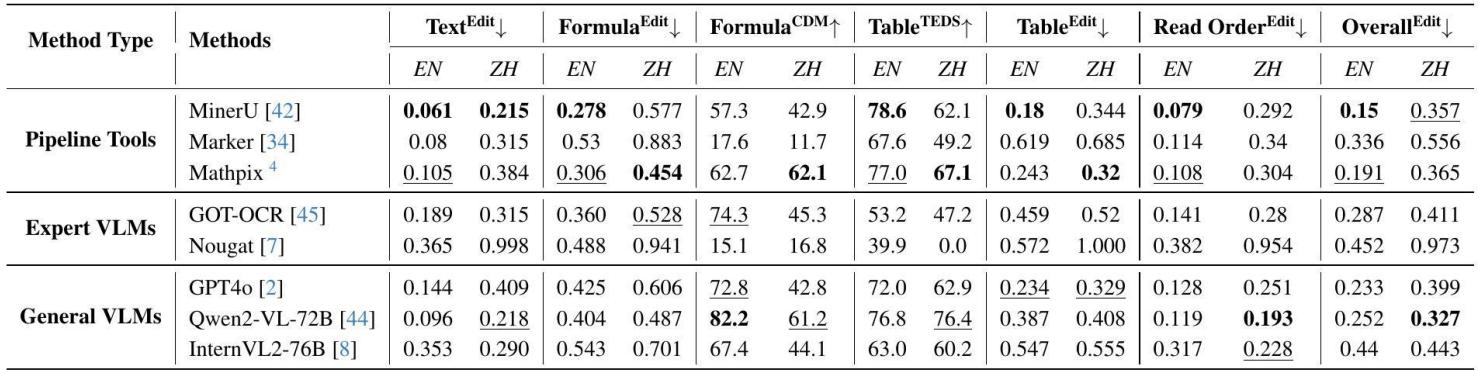 Method Type Methods Text^Edit↓ Formula^Edit↓ Formula^CDM↑ Table^TEDS↑ Table^Edit↓ Read Order^Edit↓ Overall^Edit↓
EN ZH EN ZH EN ZH EN ZH EN ZH EN ZH EN ZH
Pipeline Tools MinerU [42] 0.061 0.215 0.278 0.577 57.3 42.9 78.6 62.1 0.18 0.344 0.079 0.292 0.15 0.357
Marker [34] 0.08 0.315 0.53 0.883 17.6 11.7 67.6 49.2 0.619 0.685 0.114 0.34 0.336 0.556
Mathpix ⁴ 0.105 0.384 0.306 0.454 62.7 62.1 77.0 67.1 0.243 0.32 0.108 0.304 0.191 0.365
Expert VLMs GOT-OCR [45] 0.189 0.315 0.360 0.528 74.3 45.3 53.2 47.2 0.459 0.52 0.141 0.28 0.287 0.411
Nougat [7] 0.365 0.998 0.488 0.941 15.1 16.8 39.9 0.0 0.572 1.000 0.382 0.954 0.452 0.973
General VLMs GPT4o [2] 0.144 0.409 0.425 0.606 72.8 42.8 72.0 62.9 0.234 0.329 0.128 0.251 0.233 0.399
Qwen2-VL-72B [44] 0.096 0.218 0.404 0.487 82.2 61.2 76.8 76.4 0.387 0.408 0.119 0.193 0.252 0.327
InternVL2-76B [8] 0.353 0.290 0.543 0.701 67.4 44.1 63.0 60.2 0.547 0.555 0.317 0.228 0.44 0.443